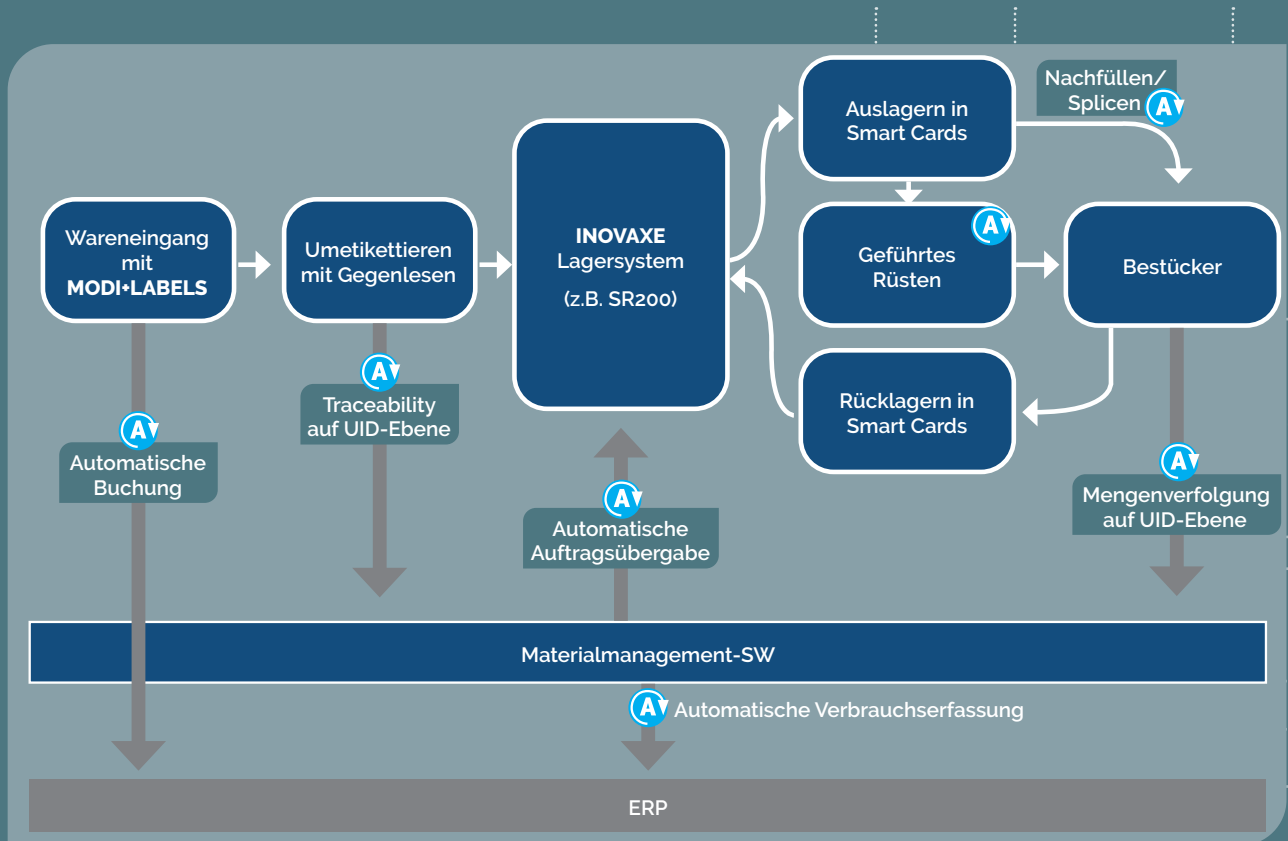 Wareneingang
mit
MODI+LABELS
Umetikettieren
mit Gegenlesen
INOVAXE
Lagersystem
(z.B. SR200)
Auslagern in
Smart Cards
Nachfüllen/
Splicen
A
Geführtes
Rüsten
A
Bestücker
Rücklagern in
Smart Cards
A
Automatische
Buchung
A
Traceability
auf UID-Ebene
A
Automatische
Auftragsübergabe
A
Mengenverfolgung
auf UID-Ebene
Materialmanagement-SW
A Automatische Verbrauchserfassung
ERP